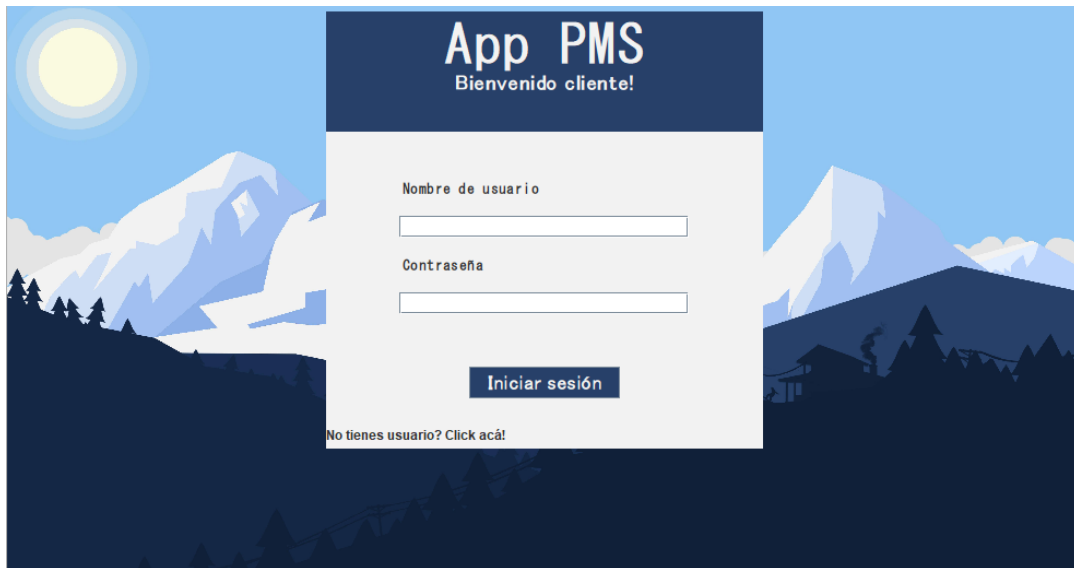 App PMS
Bienvenido cliente!
Nombre de usuario
Contraseña
Iniciar sesión
No tienes usuario? Click acá!